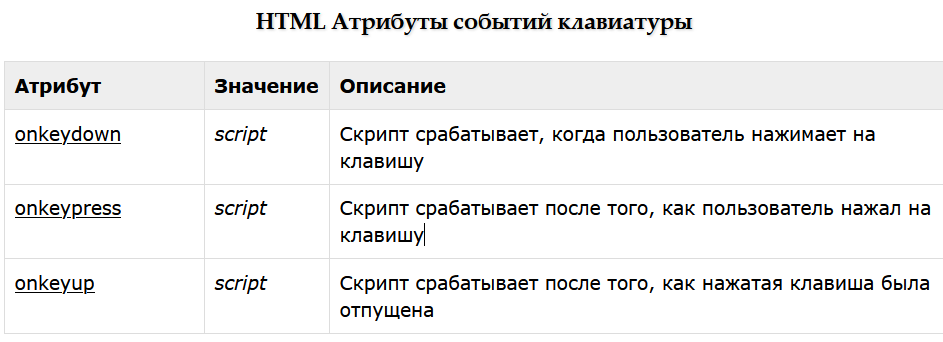 HTML Атрибуты событий клавиатуры
Атрибут Значение Описание
onkeydown script Скрипт срабатывает, когда пользователь нажимает на
клавишу
onkeypress script Скрипт срабатывает после того, как пользователь нажал на
клавишу
onkeyup script Скрипт срабатывает после того, как нажатая клавиша была
отпущена